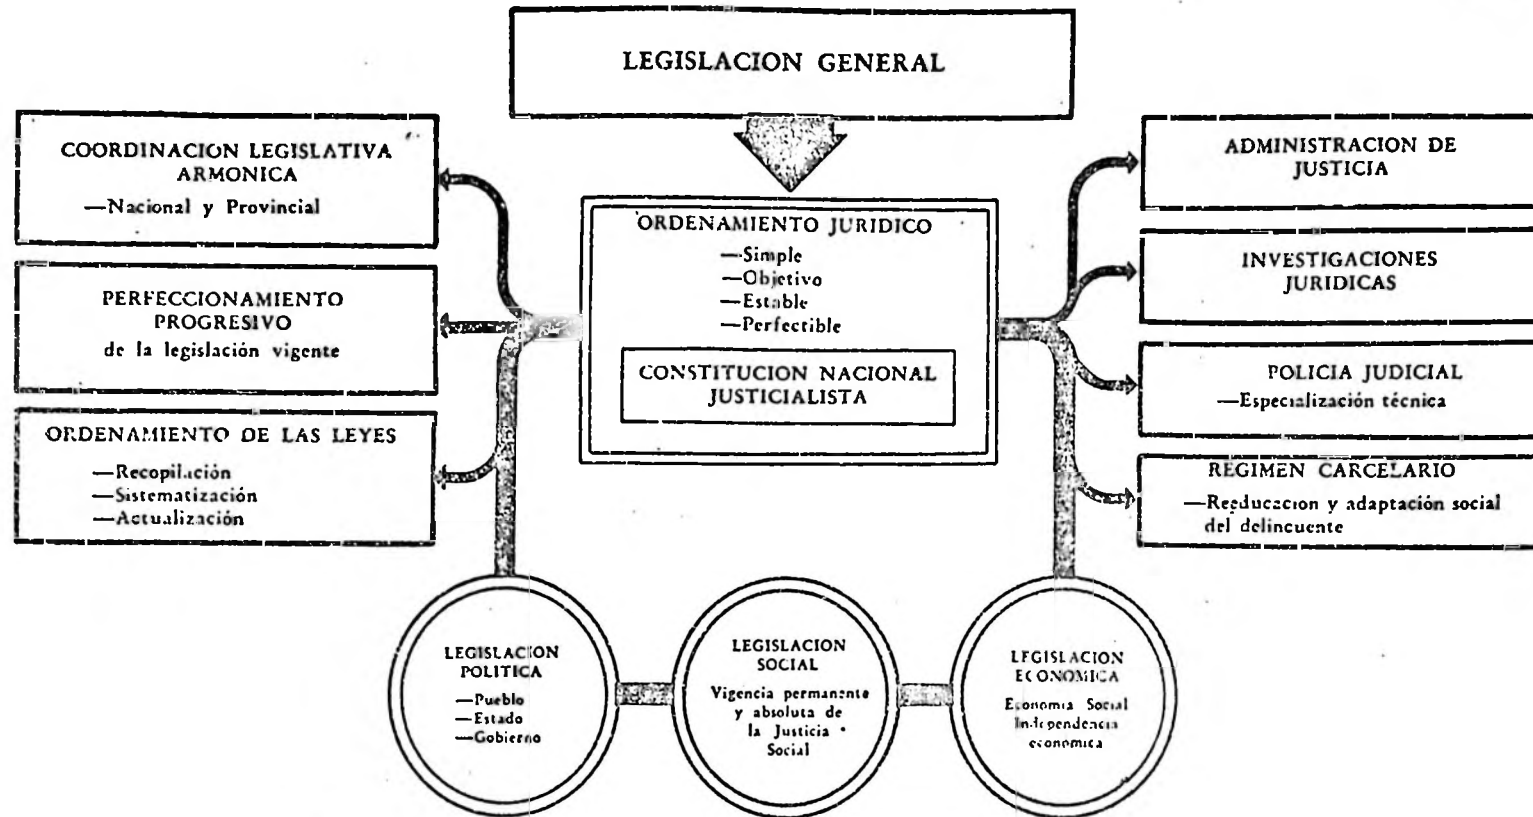 LEGISLACION GENERAL
COORDINACION LEGISLATIVA
ARMONICA
—Nacional y Provincial
PERFECCIONAMIENTO
PROGRESIVO
de la legislación vigente
ORDENAMIENTO DE LAS LEYES
—Recopilación
—Sistematización
—Actualización
ORDENAMIENTO JURIDICO
—Simple
—Objetivo
—Estable
—Perfectible
CONSTITUCION NACIONAL
JUSTICIALISTA
ADMINISTRACION DE
JUSTICIA
INVESTIGACIONES
JURIDICAS
POLICIA JUDICIAL
—Especialización técnica
REGIMEN CARCELARIO
—Reeducacion y adaptación social
del delincuente
LEGISLACION
POLITICA
—Pueblo
—Estado
—Gobierno
LEGISLACION
SOCIAL
Vigencia permanente
y absoluta de
la Justicia
Social
LEGISLACION
ECONOMICA
Economia Social
Independencia
economica